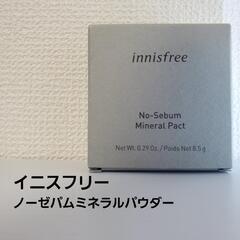 innisfree
No-Sebum
Mineral Pact
Net Wt. 0.29 Oz. / Poids Net 8.5 g
イニスフリー
ノーゼバムミネラルパウダー